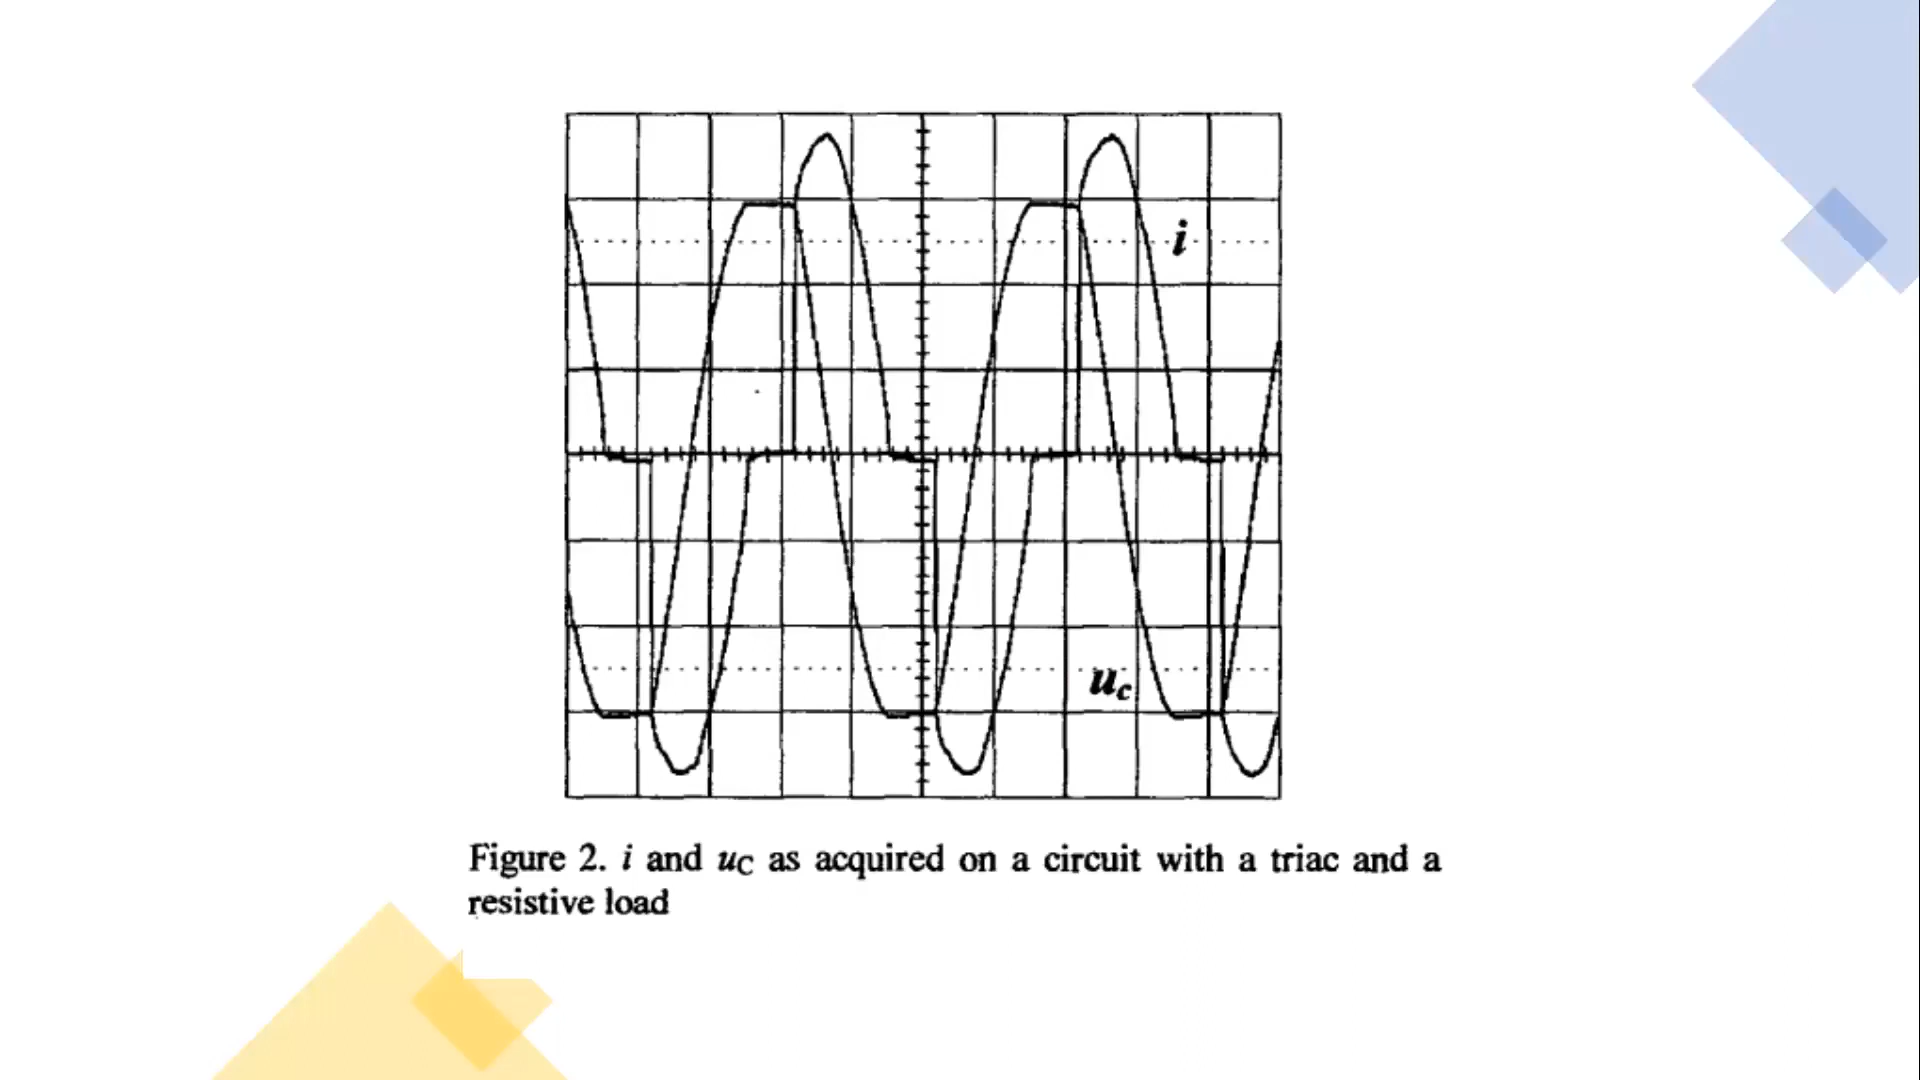 i
uc
Figure 2. i and uC as acquired on a circuit with a triac and a
resistive load